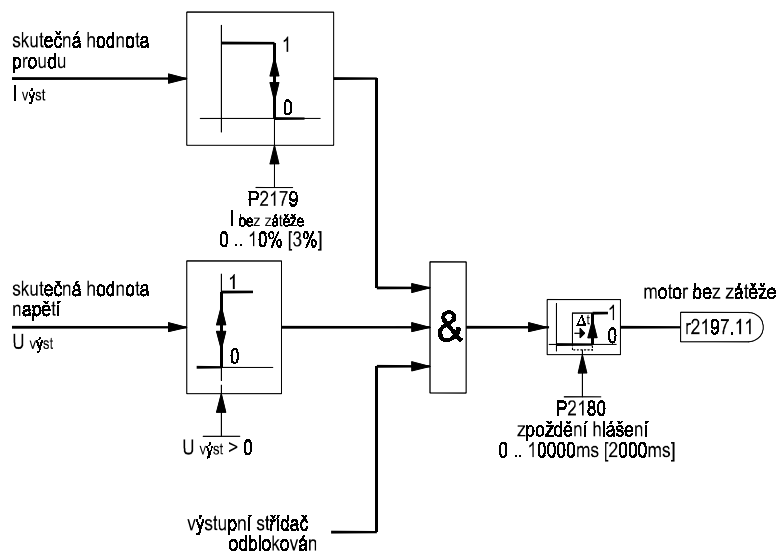 skutečná hodnota
proudu
I výst
1
0
P2179
I bez zátěže
0 .. 10% [3%]
skutečná hodnota
napětí
U výst
1
0
U výst > 0
výstupní střídač
odblokován
&
Δt
1
0
P2180
zpoždění hlášení
0 .. 10000ms [2000ms]
motor bez zátěže
r2197.11